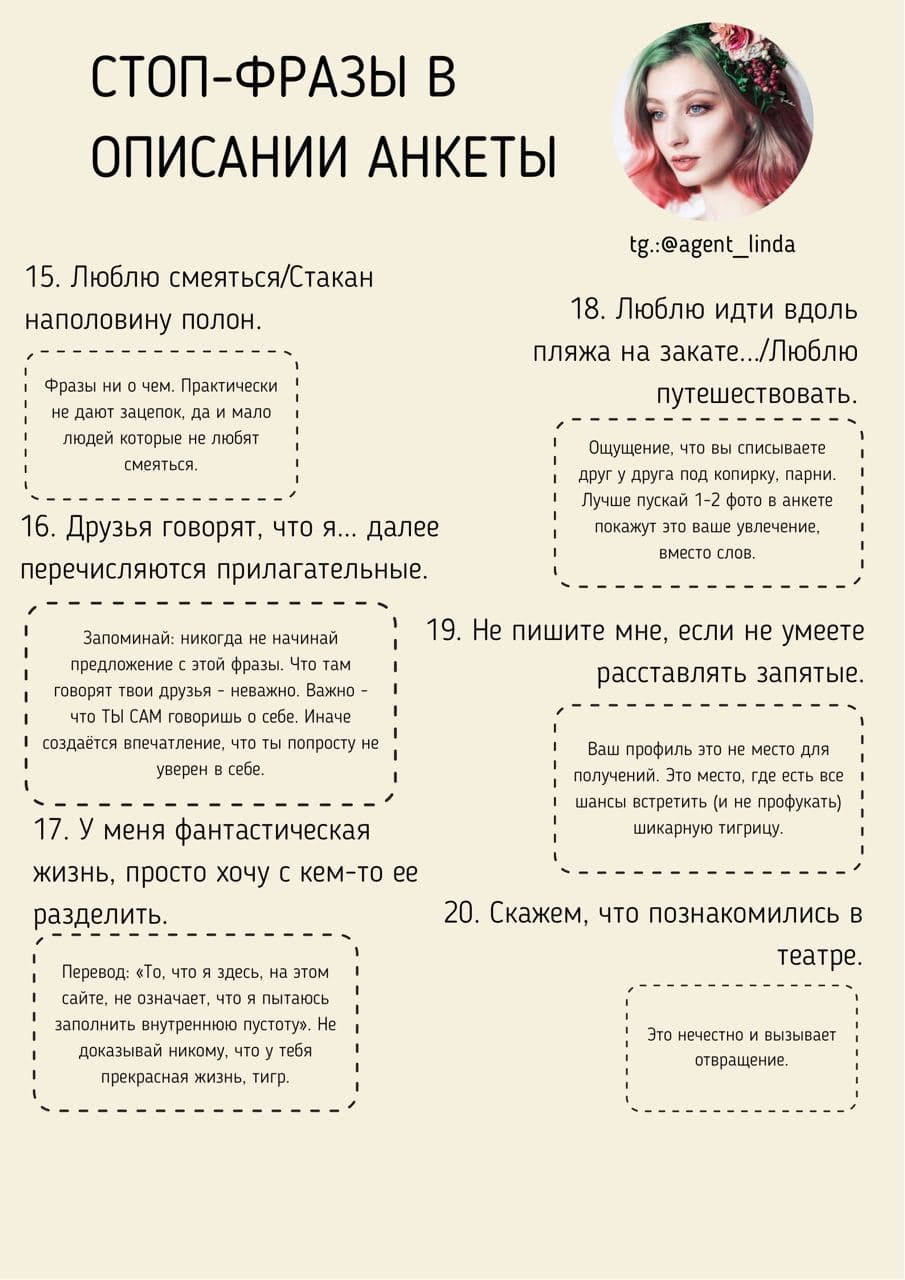 СТОП-ФРАЗЫ В
ОПИСАНИИ АНКЕТЫ
tg.:@agent_linda
15. Люблю смеяться/Стакан
наполовину полон.
Фразы ни о чем. Практически
не дают зацепок, да и мало
людей которые не любят
смеяться.
16. Друзья говорят, что я... далее
перечисляются прилагательные.
Запоминай: никогда не начинай
предложение с этой фразы. Что там
говорят твои друзья - неважно. Важно -
что ТЫ САМ говоришь о себе. Иначе
создаётся впечатление, что ты попросту не
уверен в себе.
17. У меня фантастическая
жизнь, просто хочу с кем-то ее
разделить.
Перевод: «То, что я здесь, на этом
сайте, не означает, что я пытаюсь
заполнить внутреннюю пустоту». Не
доказывай никому, что у тебя
прекрасная жизнь, тигр.
18. Люблю идти вдоль
пляжа на закате.../Люблю
путешествовать.
Ощущение, что вы списываете
друг у друга под копирку, парни.
Лучше пускай 1-2 фото в анкете
покажут это ваше увлечение,
вместо слов.
19. Не пишите мне, если не умеете
расставлять запятые.
Ваш профиль это не место для
получений. Это место, где есть все
шансы встретить (и не профукать)
шикарную тигрицу.
20. Скажем, что познакомились в
театре.
Это нечестно и вызывает
отвращение.